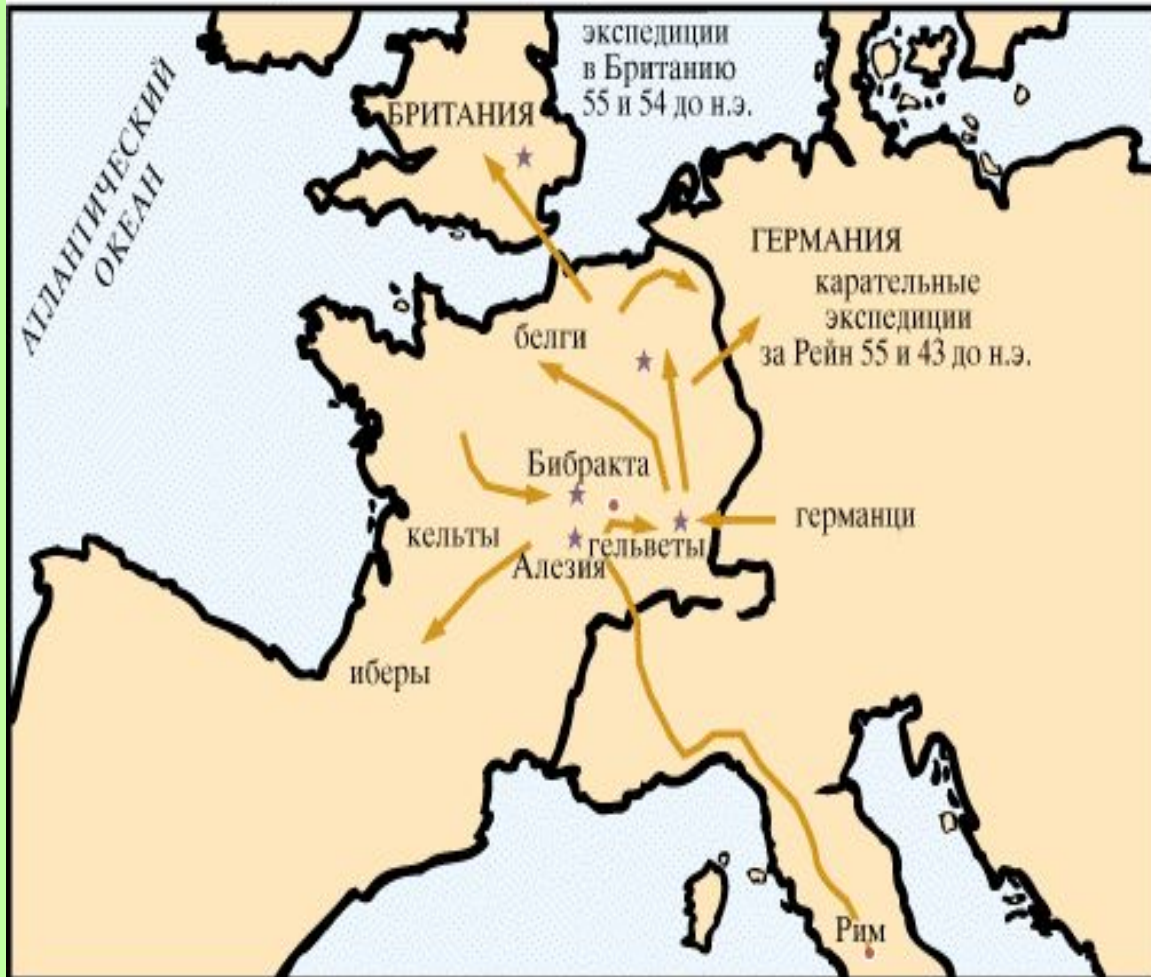 экспедиции
в Британию
55 и 54 до н.э.
БРИТАНИЯ
АТЛАНТИЧЕСКИЙ
ОКЕАН
ГЕРМАНИЯ
карательные
экспедиции
за Рейн 55 и 43 до н.э.
белги
Бибракта
германци
кельты
гельветы
Алезия
иберы
Рим